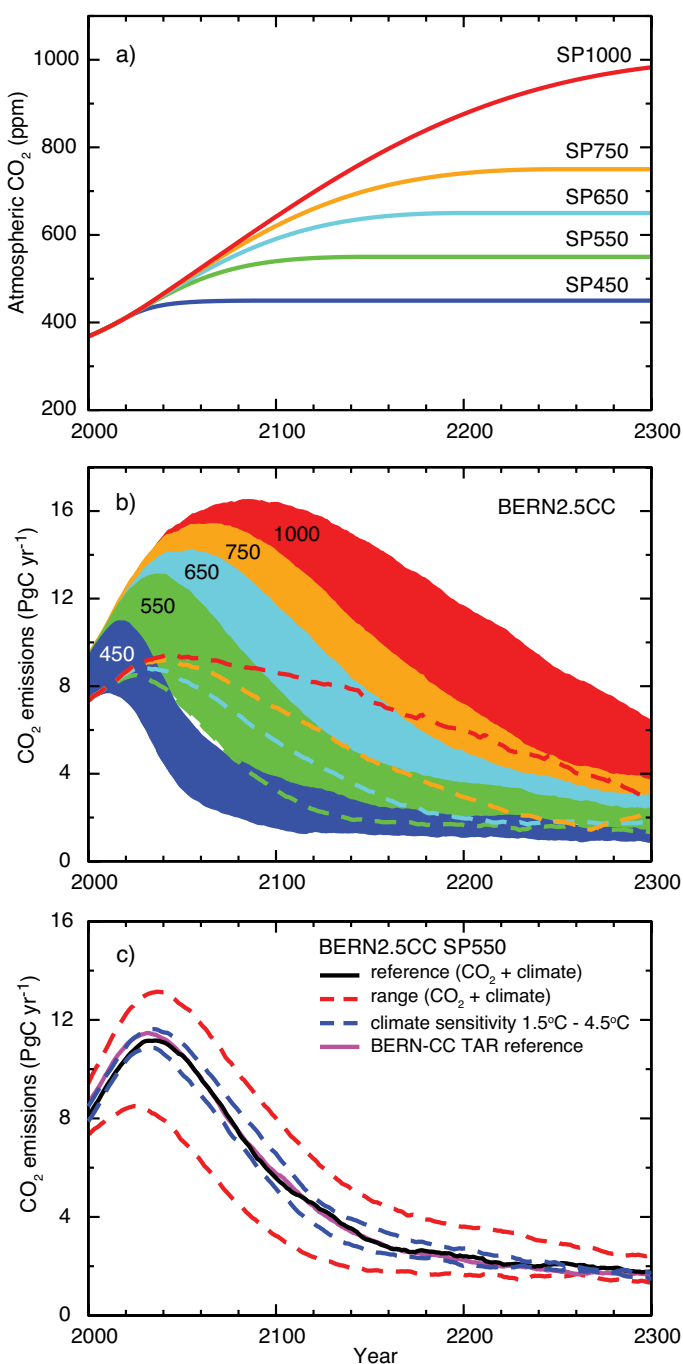 a)
Atmospheric CO₂ (ppm)
1000
800
600
400
200
SP1000
SP750
SP650
SP550
SP450
2000 2100 2200 2300
b)
BERN2.5CC
CO₂ emissions (PgC yr⁻¹)
16
12
8
4
0
1000
750
650
550
450
2000 2100 2200 2300
c)
BERN2.5CC SP550
reference (CO₂ + climate)
range (CO₂ + climate)
climate sensitivity 1.5°C - 4.5°C
BERN-CC TAR reference
CO₂ emissions (PgC yr⁻¹)
16
12
8
4
0
2000 2100 2200 2300
Year